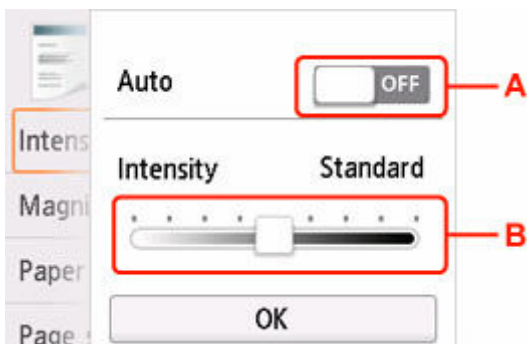 Auto
OFF
A
Intens
Intensity
Standard
Magni
B
Paper
OK
Page